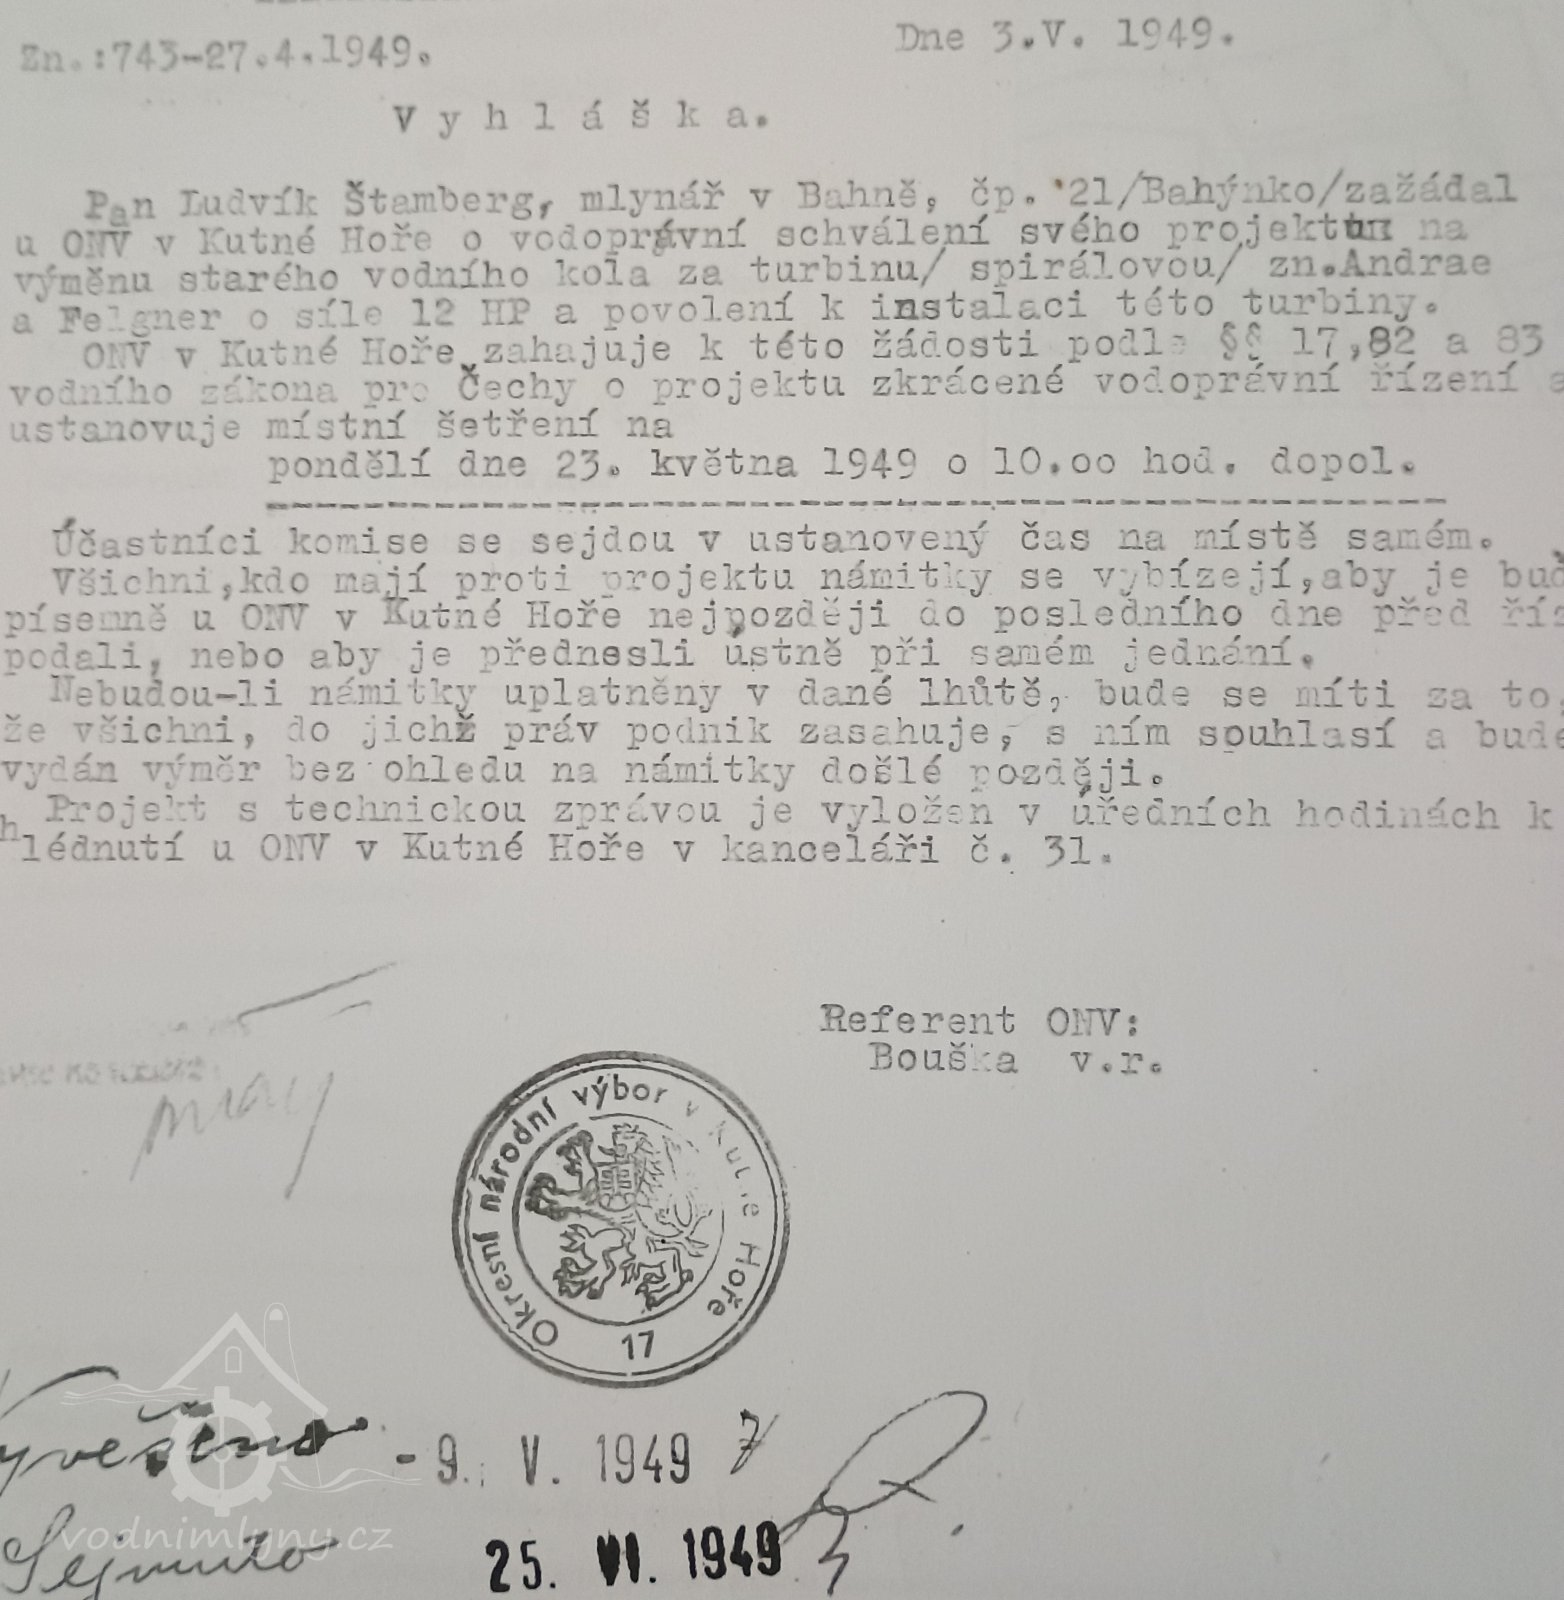 Zn.:743-27.4.1949.
Dne 3.V. 1949.
Vyhláška.
Pan Ludvík Štamberg, mlynář v Bahně, čp. 21/Bahýnko/zažádal
u ONV v Kutné Hoře o vodoprávní schválení svého projektu na
výměnu starého vodního kola za turbinu/ spirálovou/ zn.Andrae
a Felgner o síle 12 HP a povolení k instalaci této turbiny.
ONV v Kutné Hoře zahajuje k této žádosti podle §§ 17,82 a 83
vodního zákona pro Čechy o projektu zkrácené vodoprávní řízení a
ustanovuje místní šetření na
pondělí dne 23. května 1949 o 10.oo hod. dopol.
Účastníci komise se sejdou v ustanovený čas na místě samém.
Všichni,kdo mají proti projektu námitky se vybízejí,aby je buď
písemně u ONV v Kutné Hoře nejpozději do posledního dne před říz
podali, nebo aby je přednesli ústně při samém jednání.
Nebudou-li námitky uplatněny v dané lhůtě, bude se míti za to,
že všichni, do jichž práv podnik zasahuje, s ním souhlasí a bude
vydán výměr bez ohledu na námitky došlé později.
Projekt s technickou zprávou je vyložen v úředních hodinách k
hlédnutí u ONV v Kutné Hoře v kanceláři č. 31.
Referent ONV:
Bouška v.r.
Okresní národní výbor v Kutné Hoře
17
yvěšeno - 9. V. 1949
Sejmuto 25. VI. 1949
vodnimlyny.cz